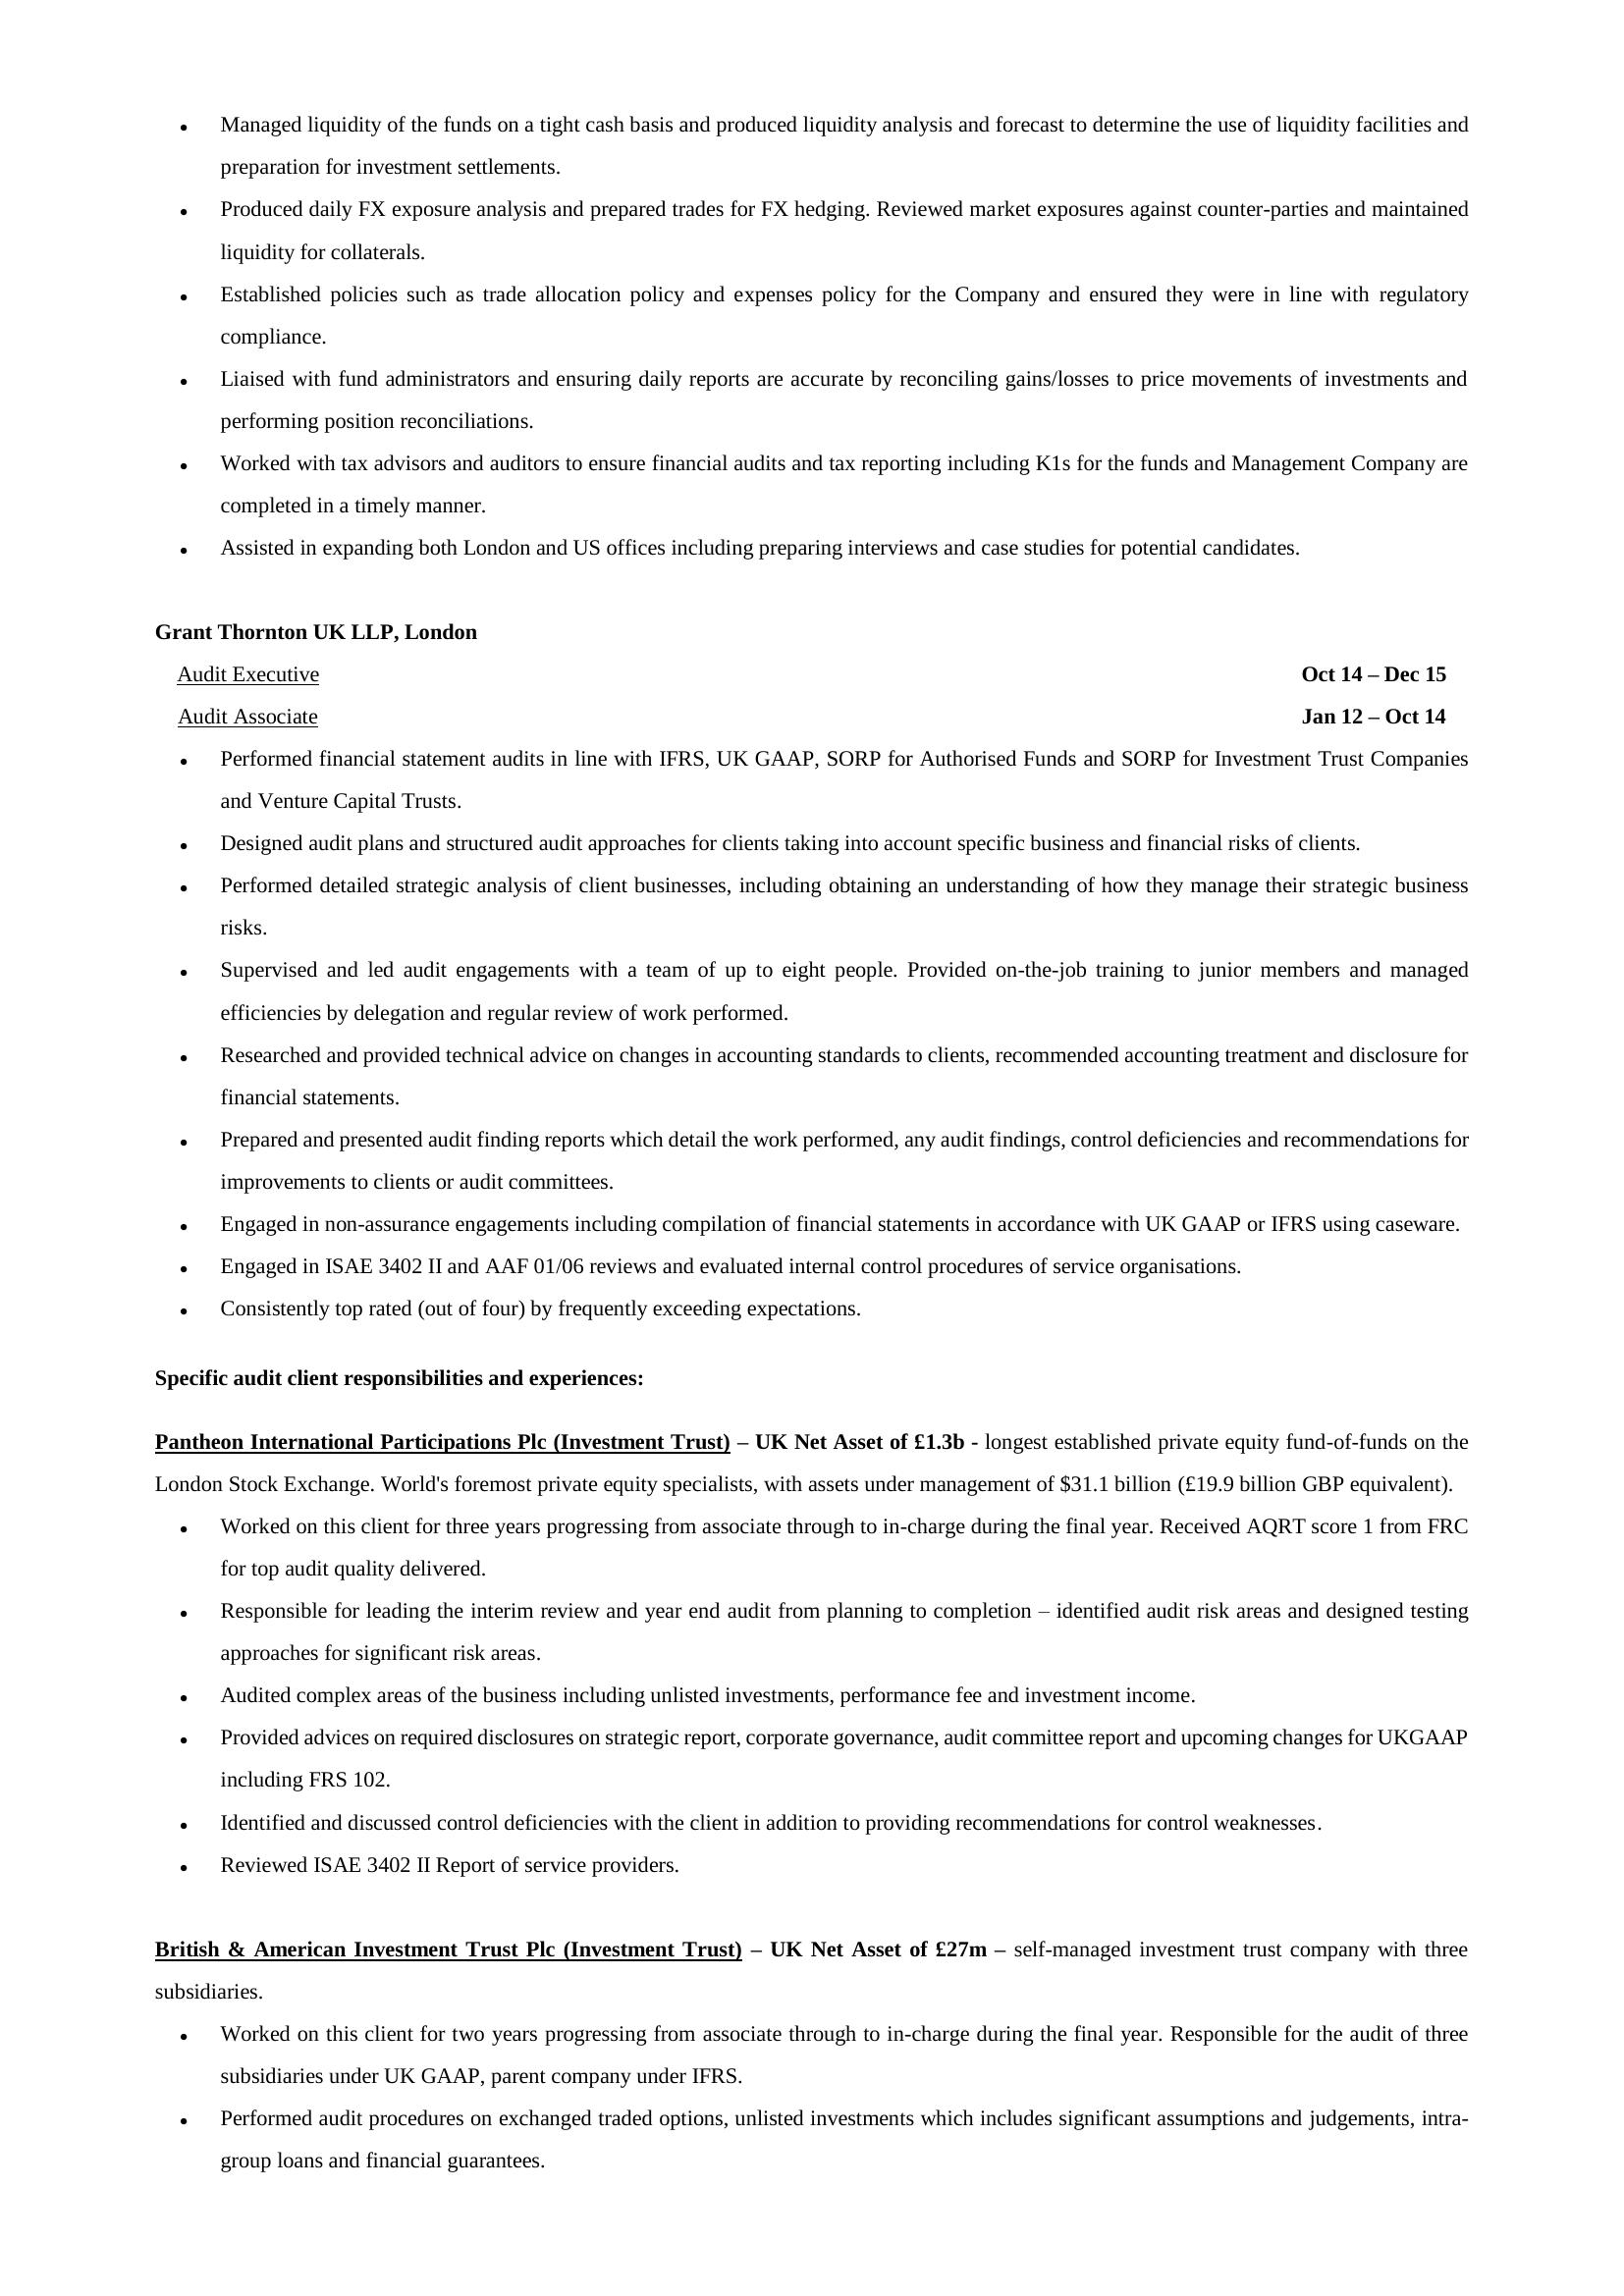 • Managed liquidity of the funds on a tight cash basis and produced liquidity analysis and forecast to determine the use of liquidity facilities and
preparation for investment settlements.
• Produced daily FX exposure analysis and prepared trades for FX hedging. Reviewed market exposures against counter-parties and maintained
liquidity for collaterals.
• Established policies such as trade allocation policy and expenses policy for the Company and ensured they were in line with regulatory
compliance.
• Liaised with fund administrators and ensuring daily reports are accurate by reconciling gains/losses to price movements of investments and
performing position reconciliations.
• Worked with tax advisors and auditors to ensure financial audits and tax reporting including K1s for the funds and Management Company are
completed in a timely manner.
• Assisted in expanding both London and US offices including preparing interviews and case studies for potential candidates.
Grant Thornton UK LLP, London
Audit Executive Oct 14 – Dec 15
Audit Associate Jan 12 – Oct 14
• Performed financial statement audits in line with IFRS, UK GAAP, SORP for Authorised Funds and SORP for Investment Trust Companies
and Venture Capital Trusts.
• Designed audit plans and structured audit approaches for clients taking into account specific business and financial risks of clients.
• Performed detailed strategic analysis of client businesses, including obtaining an understanding of how they manage their strategic business
risks.
• Supervised and led audit engagements with a team of up to eight people. Provided on-the-job training to junior members and managed
efficiencies by delegation and regular review of work performed.
• Researched and provided technical advice on changes in accounting standards to clients, recommended accounting treatment and disclosure for
financial statements.
• Prepared and presented audit finding reports which detail the work performed, any audit findings, control deficiencies and recommendations for
improvements to clients or audit committees.
• Engaged in non-assurance engagements including compilation of financial statements in accordance with UK GAAP or IFRS using caseware.
• Engaged in ISAE 3402 II and AAF 01/06 reviews and evaluated internal control procedures of service organisations.
• Consistently top rated (out of four) by frequently exceeding expectations.
Specific audit client responsibilities and experiences:
Pantheon International Participations Plc (Investment Trust) – UK Net Asset of £1.3b - longest established private equity fund-of-funds on the
London Stock Exchange. World's foremost private equity specialists, with assets under management of $31.1 billion (£19.9 billion GBP equivalent).
• Worked on this client for three years progressing from associate through to in-charge during the final year. Received AQRT score 1 from FRC
for top audit quality delivered.
• Responsible for leading the interim review and year end audit from planning to completion – identified audit risk areas and designed testing
approaches for significant risk areas.
• Audited complex areas of the business including unlisted investments, performance fee and investment income.
• Provided advices on required disclosures on strategic report, corporate governance, audit committee report and upcoming changes for UKGAAP
including FRS 102.
• Identified and discussed control deficiencies with the client in addition to providing recommendations for control weaknesses.
• Reviewed ISAE 3402 II Report of service providers.
British & American Investment Trust Plc (Investment Trust) – UK Net Asset of £27m – self-managed investment trust company with three
subsidiaries.
• Worked on this client for two years progressing from associate through to in-charge during the final year. Responsible for the audit of three
subsidiaries under UK GAAP, parent company under IFRS.
• Performed audit procedures on exchanged traded options, unlisted investments which includes significant assumptions and judgements, intra-
group loans and financial guarantees.